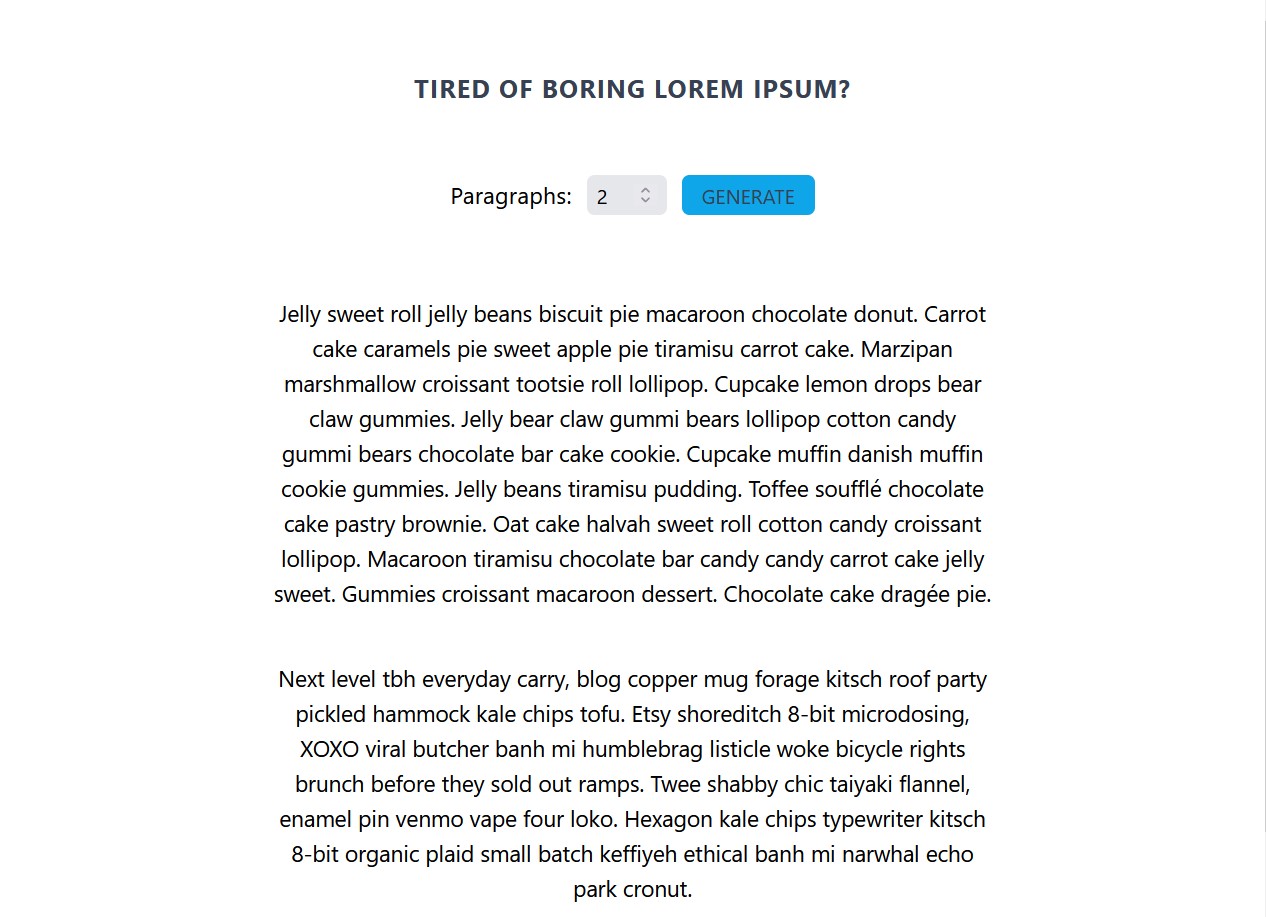 TIRED OF BORING LOREM IPSUM?
Paragraphs: 2 GENERATE
Jelly sweet roll jelly beans biscuit pie macaroon chocolate donut. Carrot
cake caramels pie sweet apple pie tiramisu carrot cake. Marzipan
marshmallow croissant tootsie roll lollipop. Cupcake lemon drops bear
claw gummies. Jelly bear claw gummi bears lollipop cotton candy
gummi bears chocolate bar cake cookie. Cupcake muffin danish muffin
cookie gummies. Jelly beans tiramisu pudding. Toffee soufflé chocolate
cake pastry brownie. Oat cake halvah sweet roll cotton candy croissant
lollipop. Macaroon tiramisu chocolate bar candy candy carrot cake jelly
sweet. Gummies croissant macaroon dessert. Chocolate cake dragée pie.
Next level tbh everyday carry, blog copper mug forage kitsch roof party
pickled hammock kale chips tofu. Etsy shoreditch 8-bit microdosing,
XOXO viral butcher banh mi humblebrag listicle woke bicycle rights
brunch before they sold out ramps. Twee shabby chic taiyaki flannel,
enamel pin venmo vape four loko. Hexagon kale chips typewriter kitsch
8-bit organic plaid small batch keffiyeh ethical banh mi narwhal echo
park cronut.